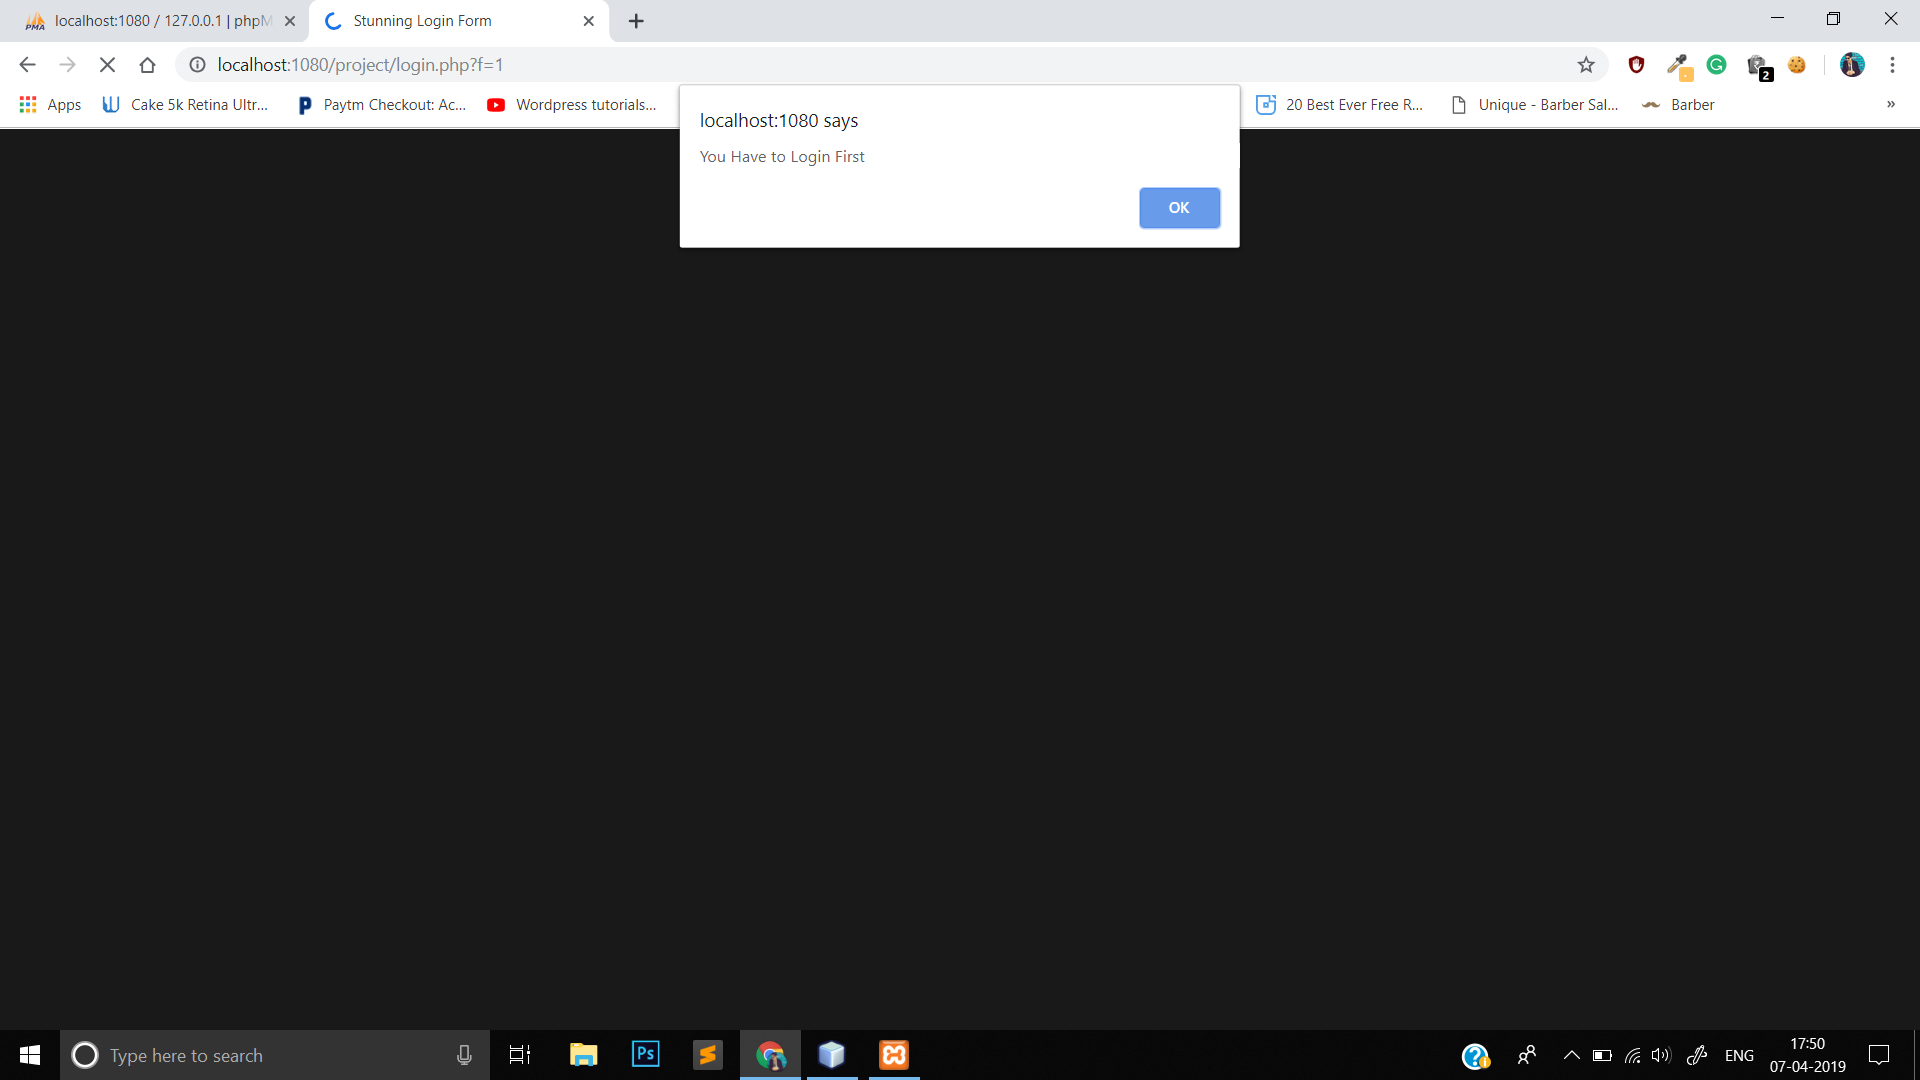 localhost:1080 / 127.0.0.1 | phpM
Stunning Login Form
localhost:1080/project/login.php?f=1
2
Apps
Cake 5k Retina Ultr...
Paytm Checkout: Ac...
Wordpress tutorials...
20 Best Ever Free R...
Unique - Barber Sal...
Barber
»
localhost:1080 says
You Have to Login First
OK
Type here to search
Ps
ENG
17:50
07-04-2019